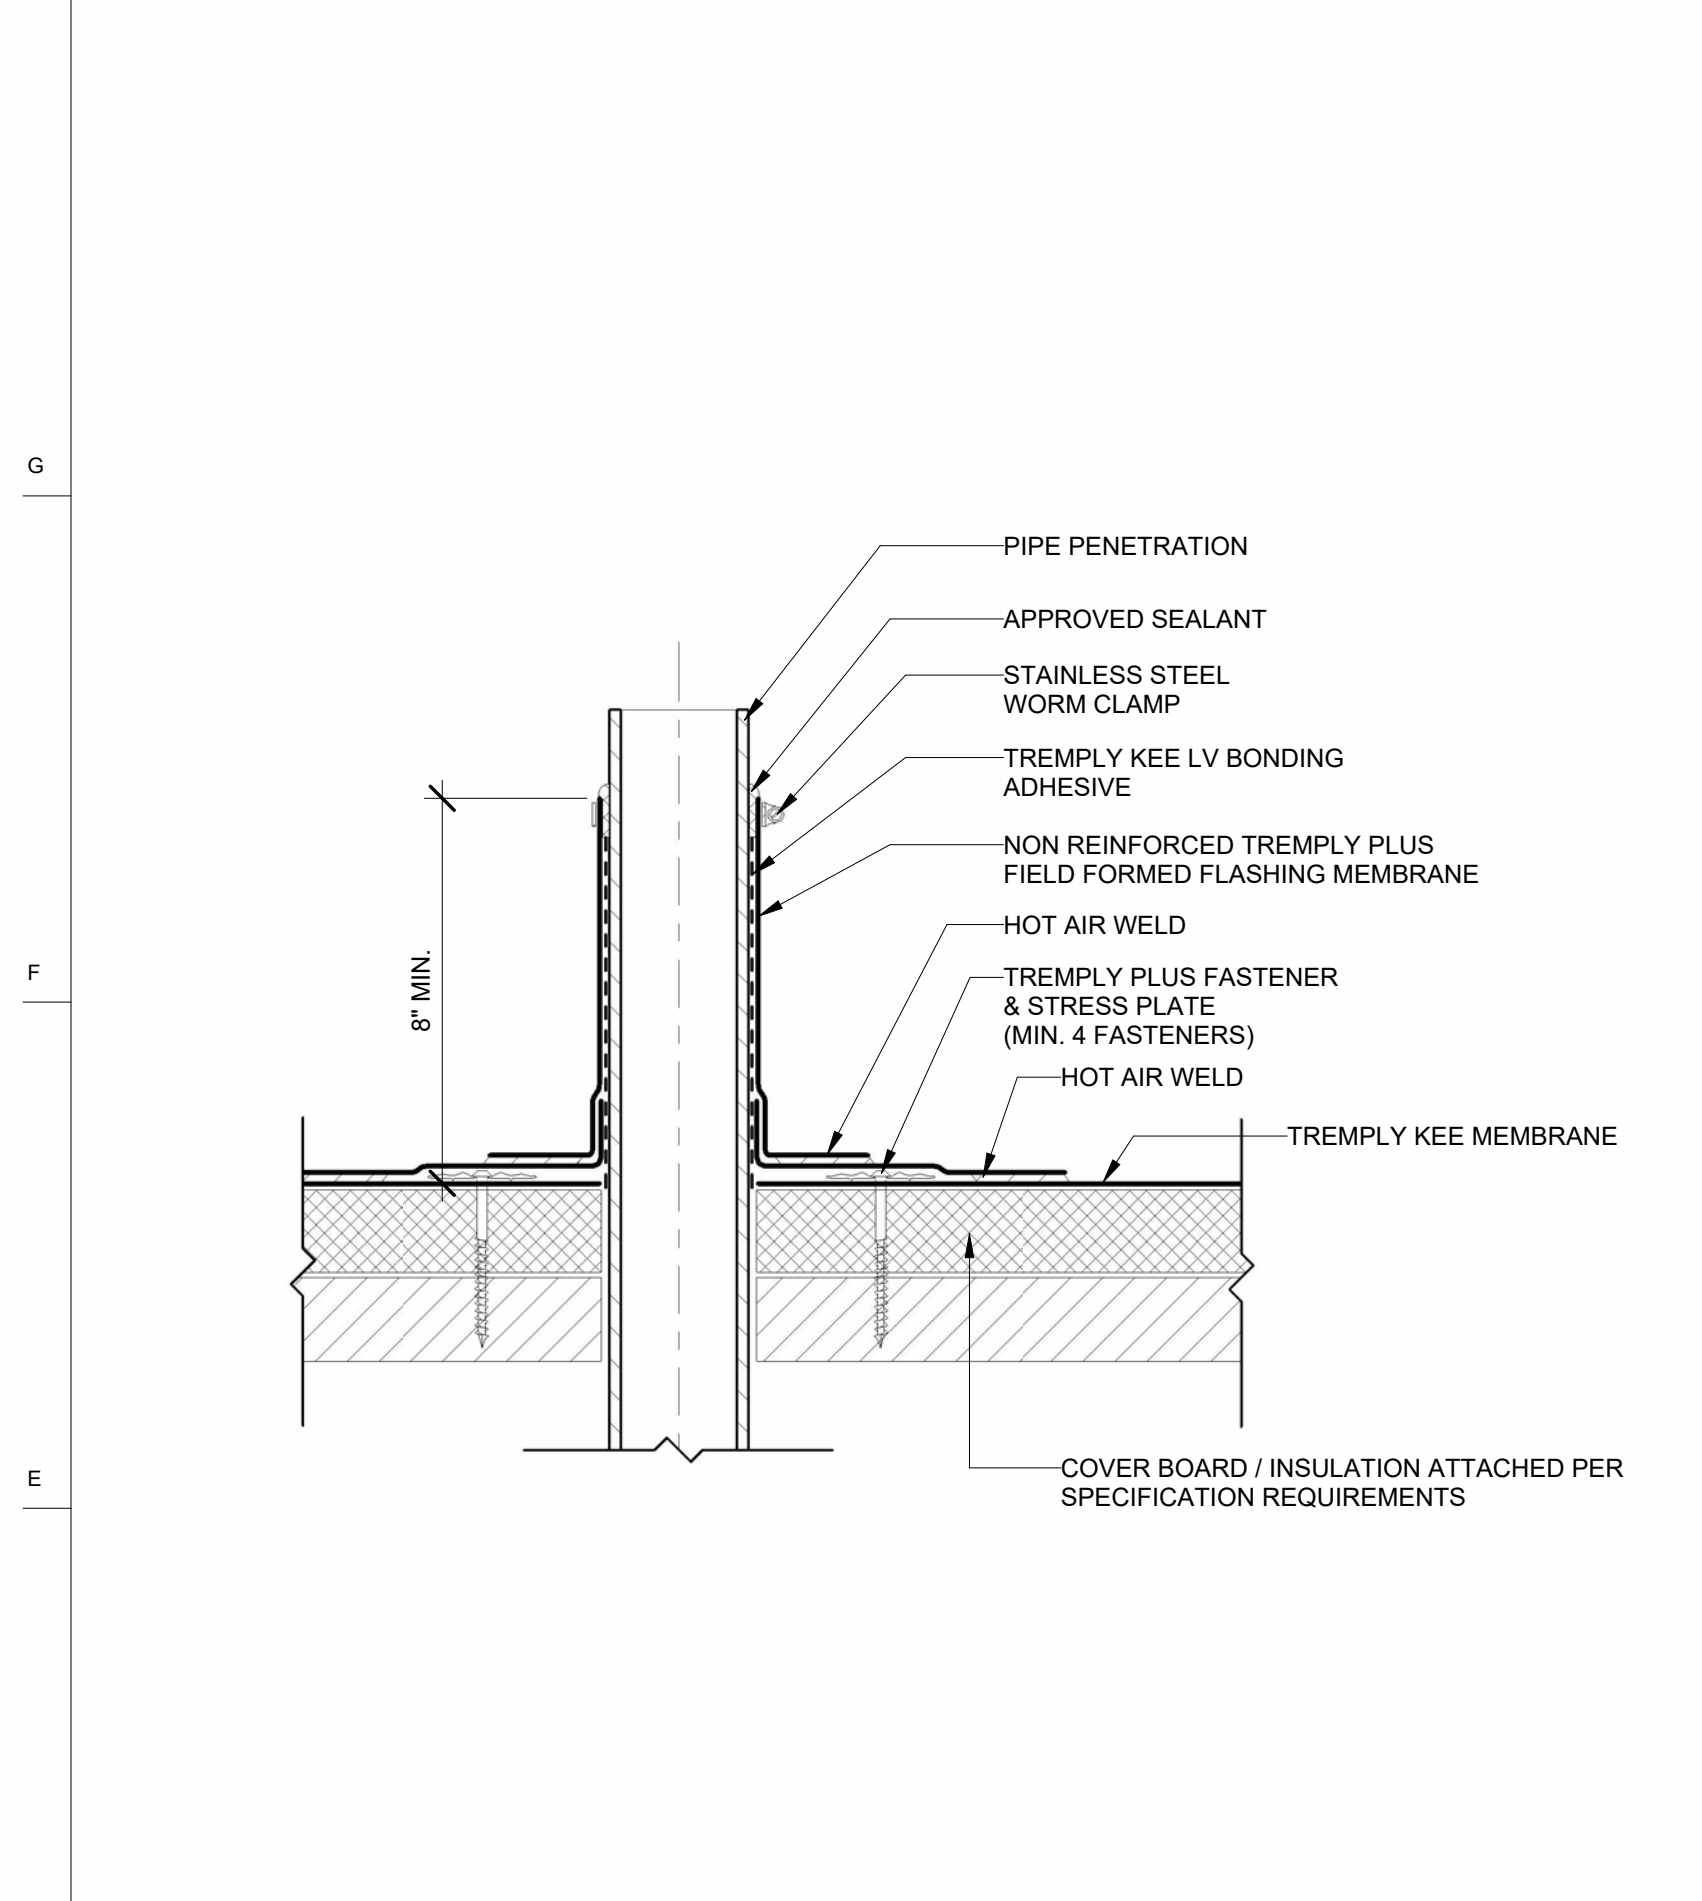 G
PIPE PENETRATION
APPROVED SEALANT
STAINLESS STEEL
WORM CLAMP
TREMPLY KEE LV BONDING
ADHESIVE
NON REINFORCED TREMPLY PLUS
FIELD FORMED FLASHING MEMBRANE
HOT AIR WELD
F
8" MIN.
TREMPLY PLUS FASTENER
& STRESS PLATE
(MIN. 4 FASTENERS)
HOT AIR WELD
TREMPLY KEE MEMBRANE
E
COVER BOARD / INSULATION ATTACHED PER
SPECIFICATION REQUIREMENTS